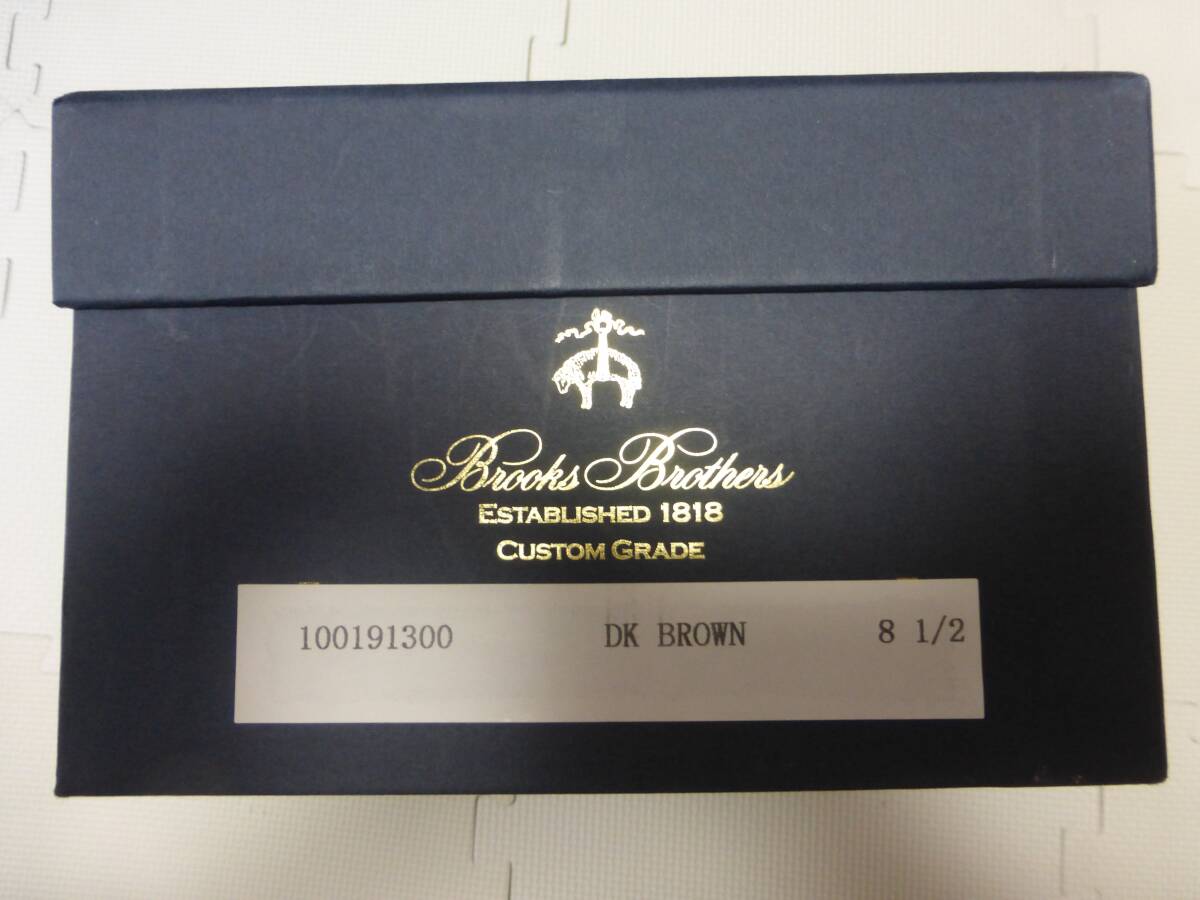 Brooks Brothers
ESTABLISHED 1818
CUSTOM GRADE
100191300 DK BROWN 8 1/2